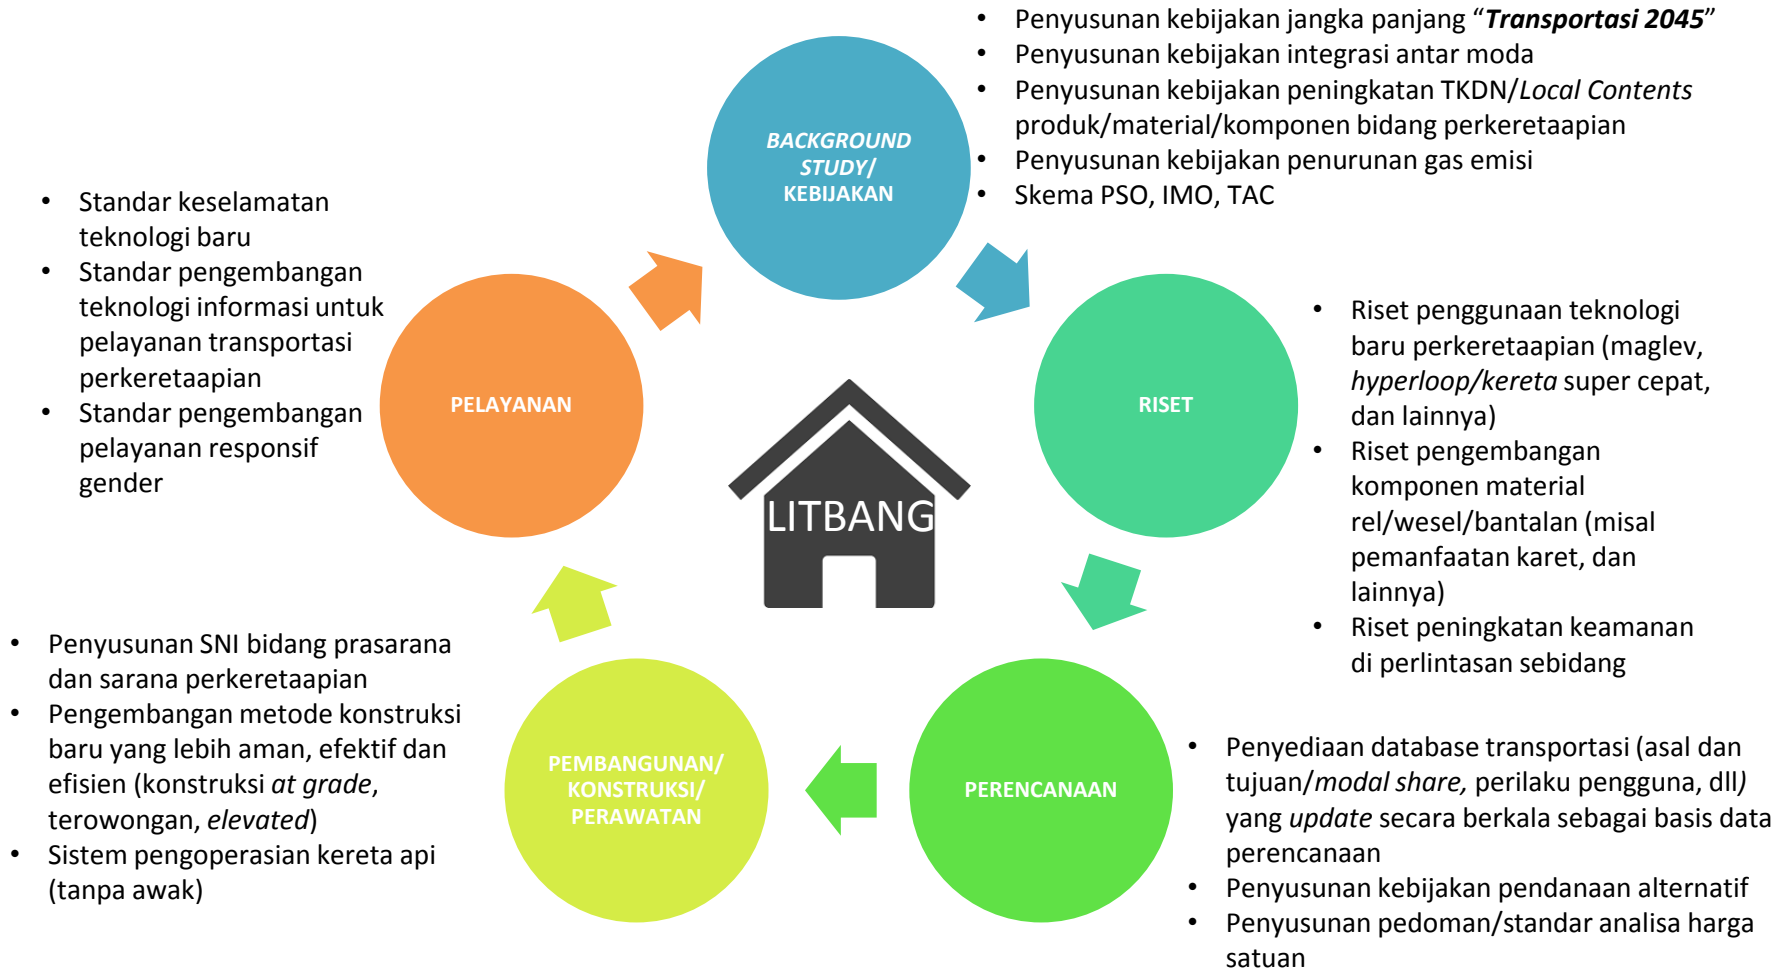 • Penyusunan kebijakan jangka panjang “Transportasi 2045”
• Penyusunan kebijakan integrasi antar moda
• Penyusunan kebijakan peningkatan TKDN/Local Contents
produk/material/komponen bidang perkeretaapian
• Penyusunan kebijakan penurunan gas emisi
• Skema PSO, IMO, TAC
BACKGROUND
STUDY/
KEBIJAKAN
• Standar keselamatan
teknologi baru
• Standar pengembangan
teknologi informasi untuk
pelayanan transportasi
perkeretaapian
• Standar pengembangan
pelayanan responsif
gender
PELAYANAN
RISET
• Riset penggunaan teknologi
baru perkeretaapian (maglev,
hyperloop/kereta super cepat,
dan lainnya)
• Riset pengembangan
komponen material
rel/wesel/bantalan (misal
pemanfaatan karet, dan
lainnya)
• Riset peningkatan keamanan
di perlintasan sebidang
LITBANG
• Penyusunan SNI bidang prasarana
dan sarana perkeretaapian
• Pengembangan metode konstruksi
baru yang lebih aman, efektif dan
efisien (konstruksi at grade,
terowongan, elevated)
• Sistem pengoperasian kereta api
(tanpa awak)
PEMBANGUNAN/
KONSTRUKSI/
PERAWATAN
PERENCANAAN
• Penyediaan database transportasi (asal dan
tujuan/modal share, perilaku pengguna, dll)
yang update secara berkala sebagai basis data
perencanaan
• Penyusunan kebijakan pendanaan alternatif
• Penyusunan pedoman/standar analisa harga
satuan